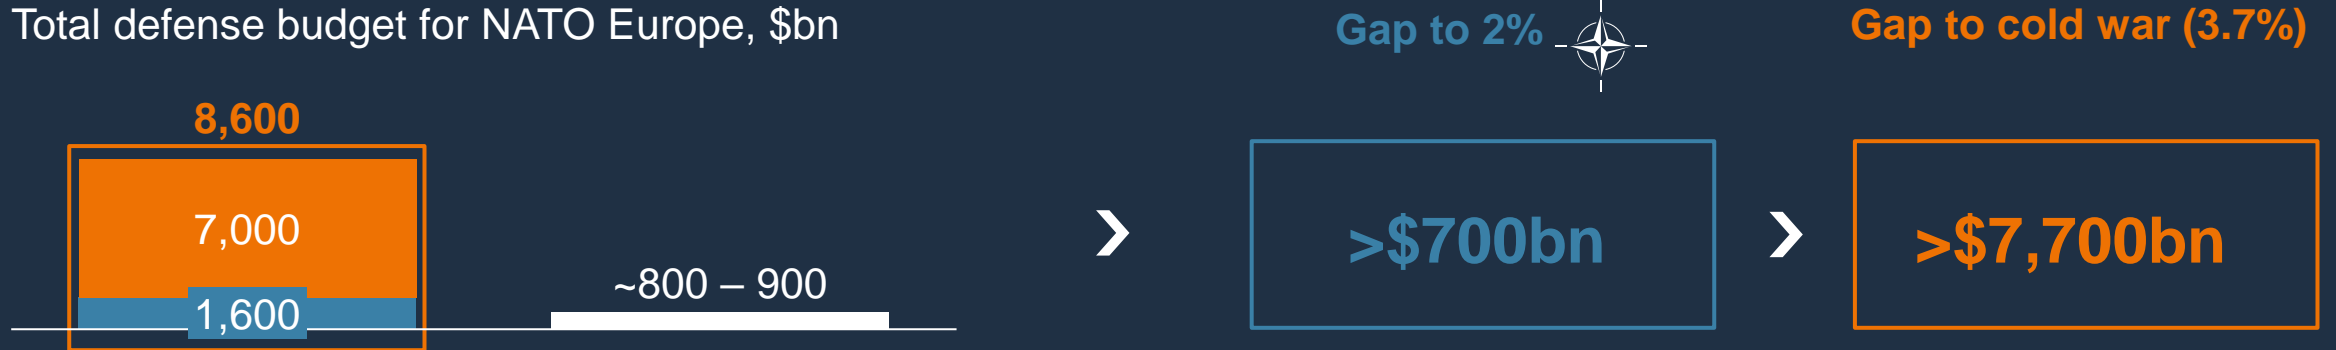 Total defense budget for NATO Europe, $bn
Gap to 2%
Gap to cold war (3.7%)
8,600
7,000
1,600
~800 – 900
>$700bn
>$7,700bn